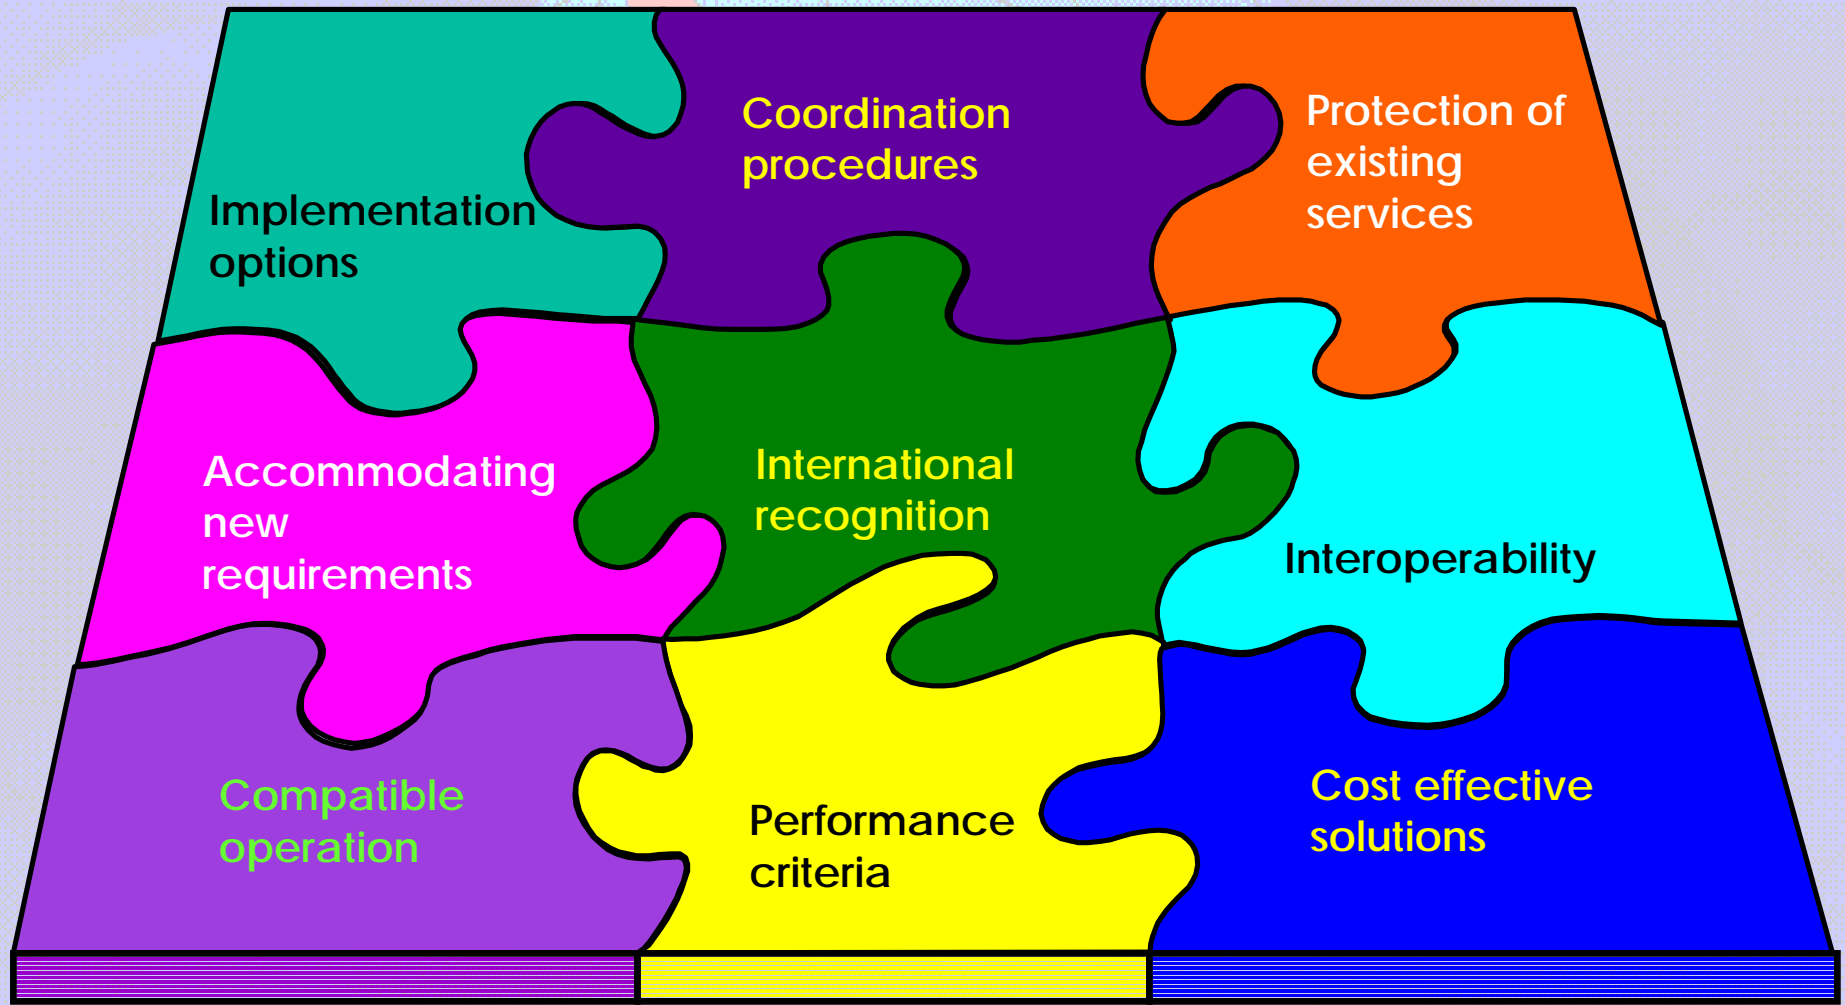 Implementation
options
Coordination
procedures
Protection of
existing
services
Accommodating
new
requirements
International
recognition
Interoperability
Compatible
operation
Performance
criteria
Cost effective
solutions